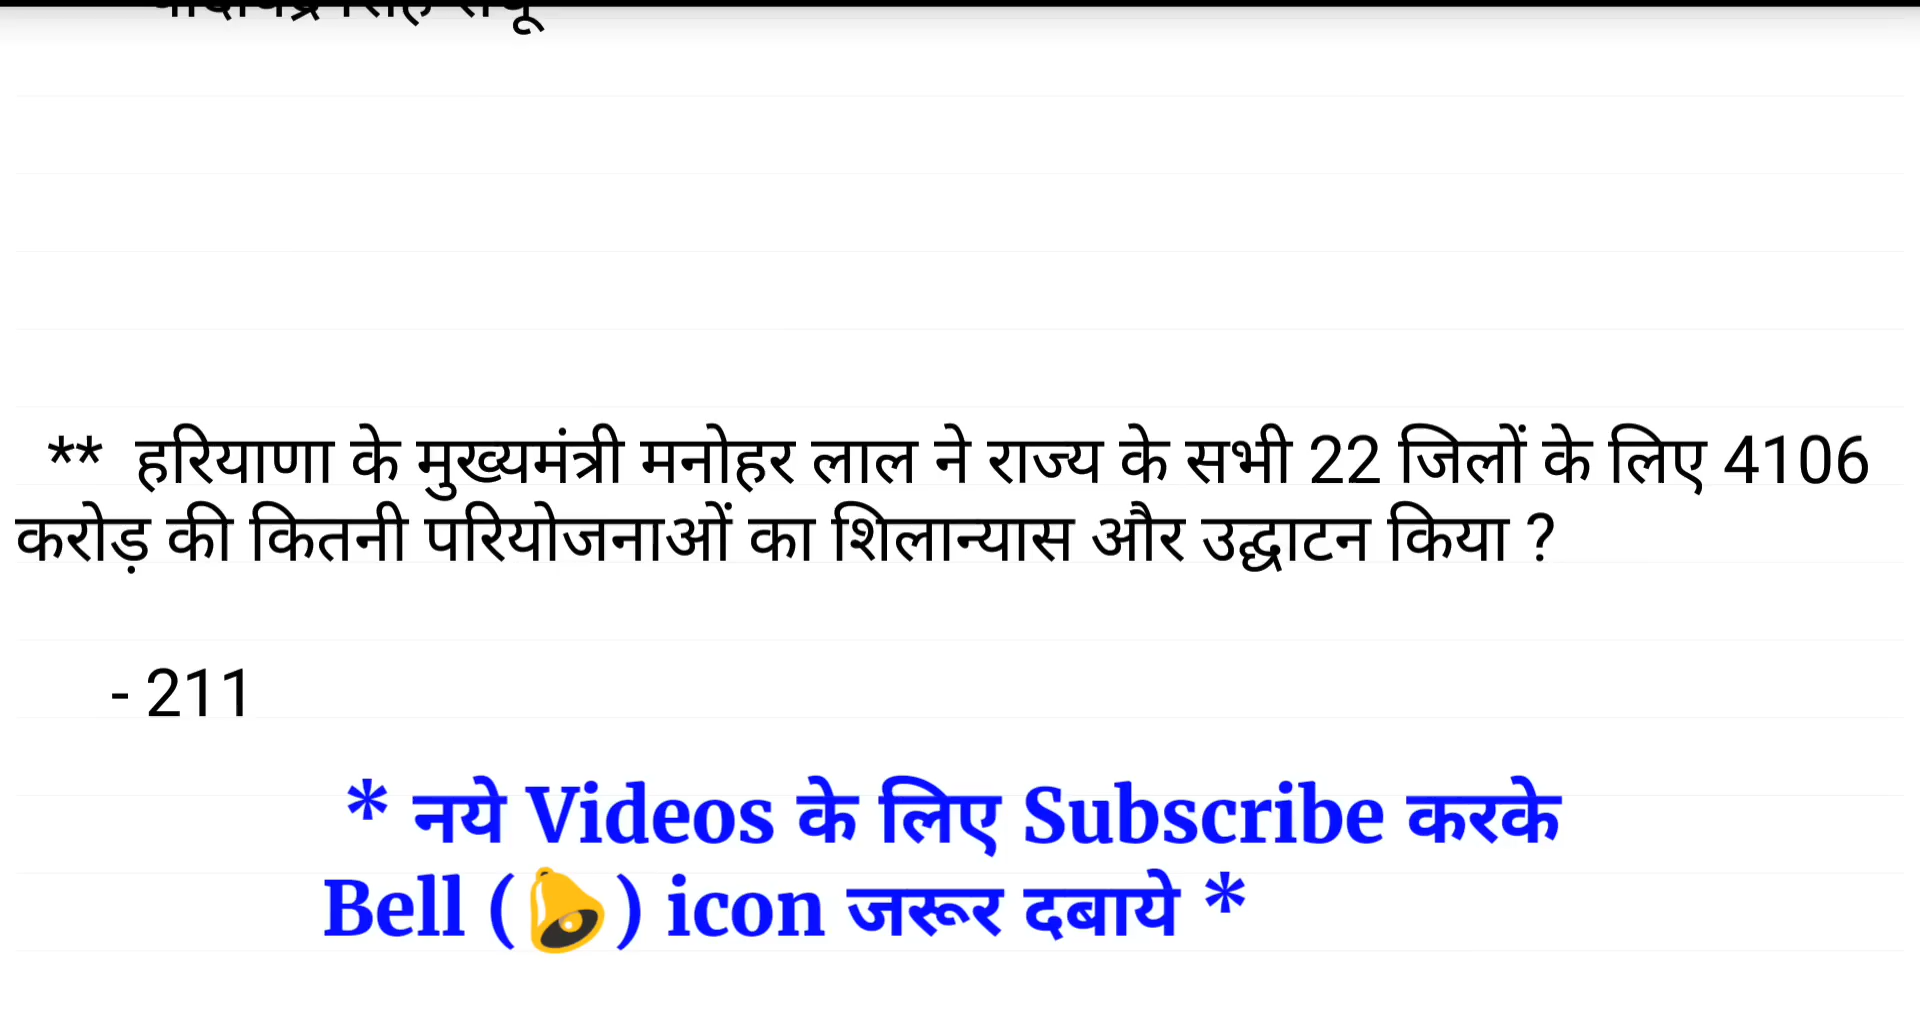 ** हरियाणा के मुख्यमंत्री मनोहर लाल ने राज्य के सभी 22 जिलों के लिए 4106
करोड़ की कितनी परियोजनाओं का शिलान्यास और उद्घाटन किया ?
- 211
* नये Videos के लिए Subscribe करके
Bell (🔔) icon जरूर दबाये *